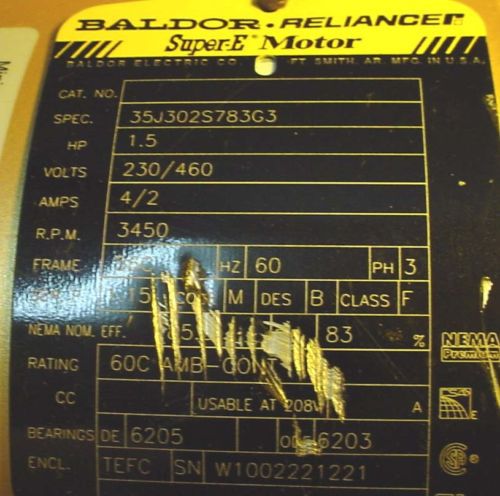 BALDOR • RELIANCE
Super-E® Motor
BALDOR ELECTRIC CO. FT. SMITH, AR. MFG. IN U.S.A.
CAT. NO.
SPEC. 35J302S783G3
HP 1.5
VOLTS 230/460
AMPS 4/2
R.P.M. 3450
FRAME HZ 60 PH 3
M DES B CLASS F
NEMA NOM. EFF. 83 %
RATING 60C AMB-CONT
CC USABLE AT 208V A
BEARINGS DE 6205 ODE 6203
ENCL. TEFC SN W1002221221
NEMA
Premium